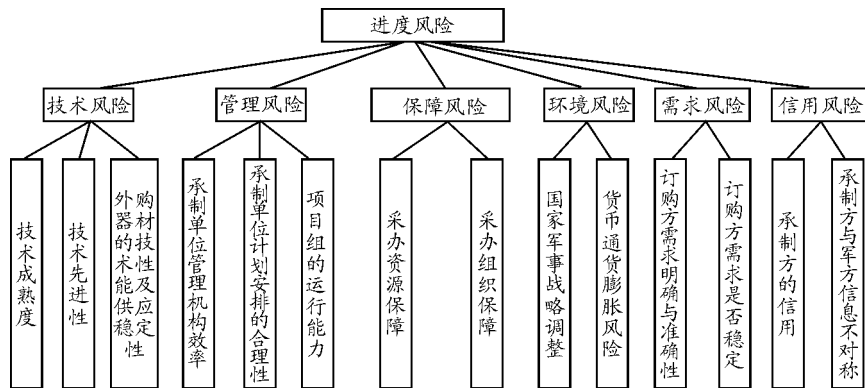 进度风险
技术风险
管理风险
保障风险
环境风险
需求风险
信用风险
技术成熟度
技术先进性
外购器材的技术性能及供应稳定性
承制单位管理机构效率
承制单位计划安排的合理性
项目组的运行能力
采办资源保障
采办组织保障
国家军事战略调整
货币通货膨胀风险
订购方需求明确与准确性
订购方需求是否稳定
承制方的信用
承制方与军方信息不对称